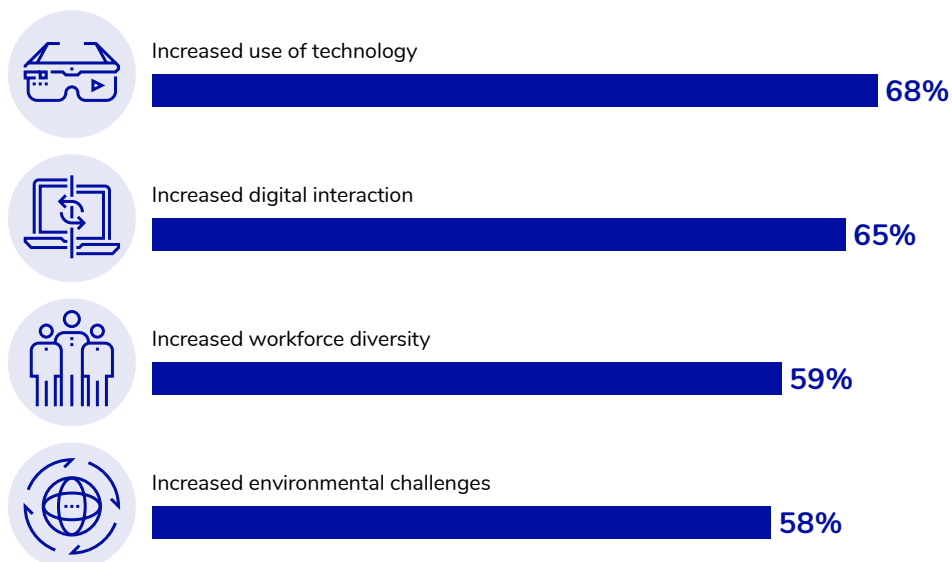 Increased use of technology
68%
Increased digital interaction
65%
Increased workforce diversity
59%
Increased environmental challenges
58%